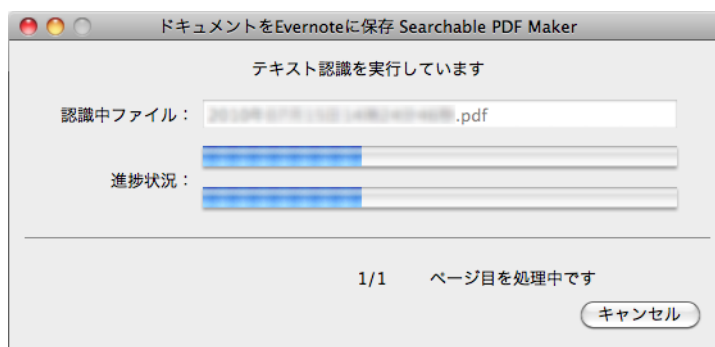 ドキュメントをEvernoteに保存 Searchable PDF Maker
テキスト認識を実行しています
認識中ファイル： .pdf
進捗状況：
1/1 ページ目を処理中です
キャンセル